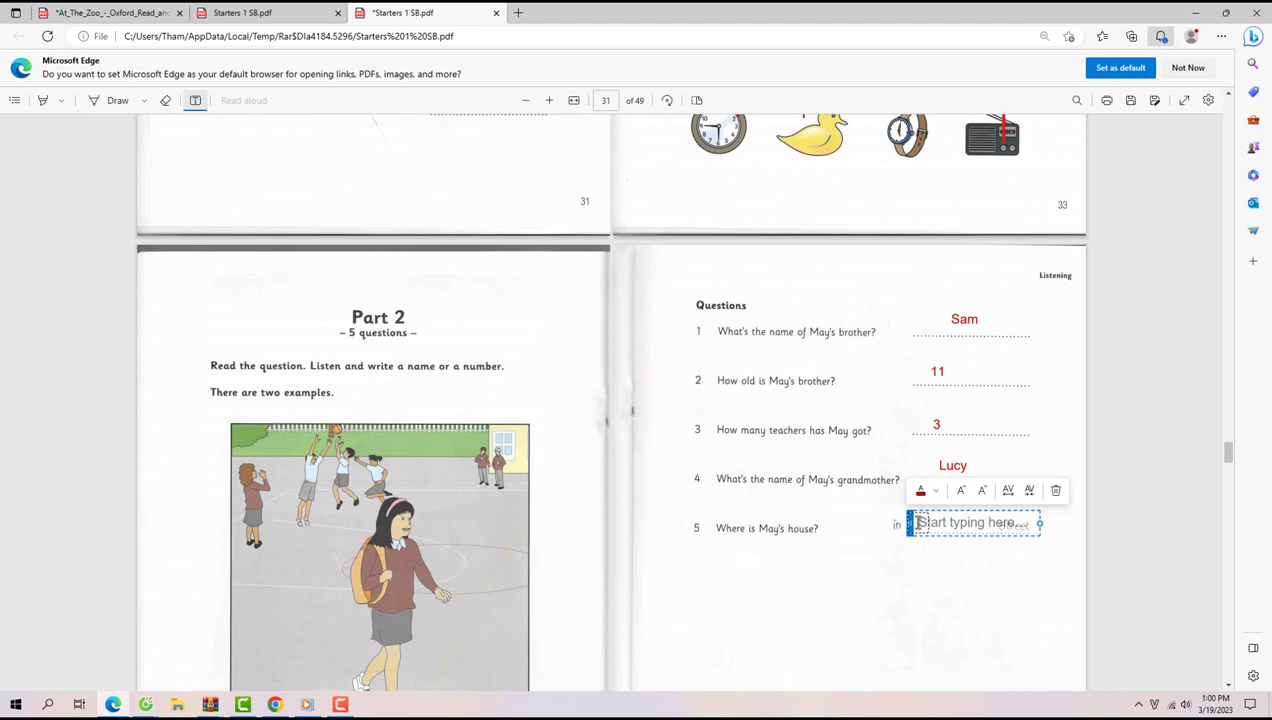 *At_The_Zoo_-_Oxford_Read_an
Starters 1 SB.pdf
*Starters 1 SB.pdf
File
C:/Users/Tham/AppData/Local/Temp/Rar$DIa4184.5296/Starters%201%20SB.pdf
Microsoft Edge
Do you want to set Microsoft Edge as your default browser for opening links, PDFs, images, and more?
Set as default
Not Now
Draw
Read aloud
31 of 49
31
33
Part 2
– 5 questions –
Read the question. Listen and write a name or a number.
There are two examples.
Listening
Questions
1 What's the name of May's brother? Sam
2 How old is May's brother? 11
3 How many teachers has May got? 3
4 What's the name of May's grandmother? Lucy
5 Where is May's house? in Start typing here... Street
1:00 PM
3/19/2023